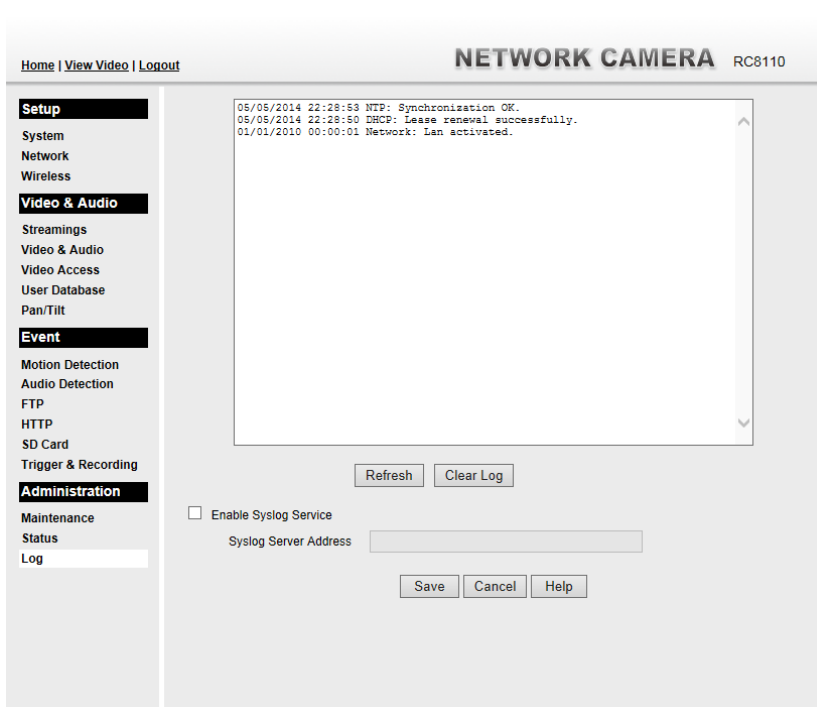 NETWORK CAMERA RC8110
Home | View Video | Logout
Setup
System
Network
Wireless
Video & Audio
Streamings
Video & Audio
Video Access
User Database
Pan/Tilt
Event
Motion Detection
Audio Detection
FTP
HTTP
SD Card
Trigger & Recording
Administration
Maintenance
Status
Log
05/05/2014 22:28:53 NTP: Synchronization OK.
05/05/2014 22:28:50 DHCP: Lease renewal successfully.
01/01/2010 00:00:01 Network: Lan activated.
Refresh Clear Log
Enable Syslog Service
Syslog Server Address
Save Cancel Help